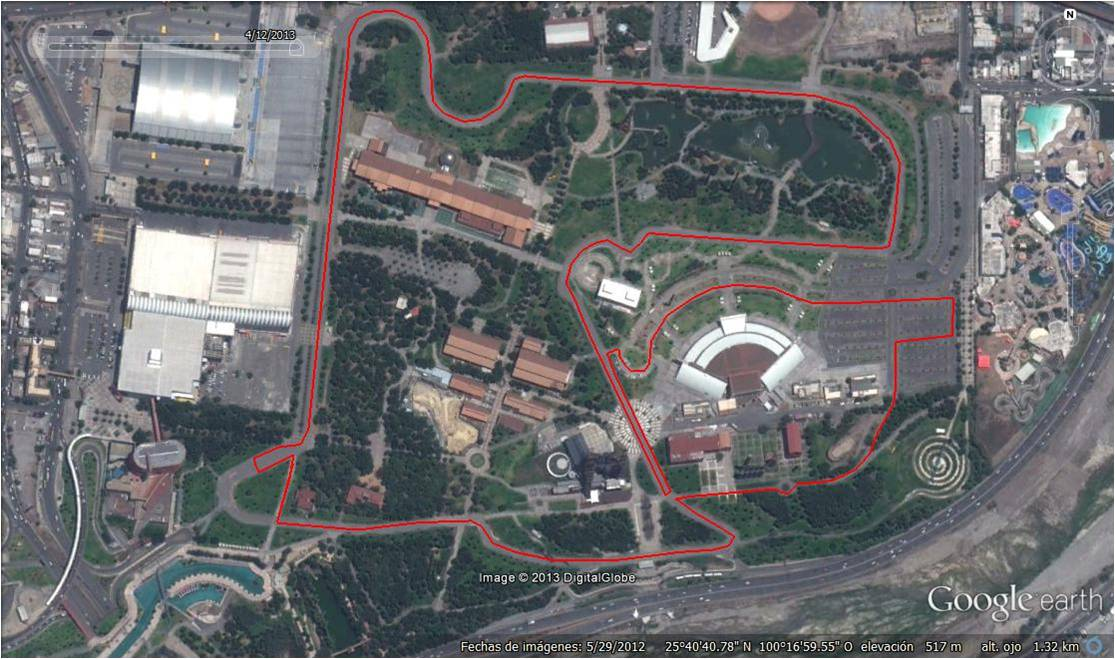 4/12/2013
N
Image © 2013 DigitalGlobe
Google earth
Fechas de imágenes: 5/29/2012 25°40'40.78" N 100°16'59.55" O elevación 517 m alt. ojo 1.32 km